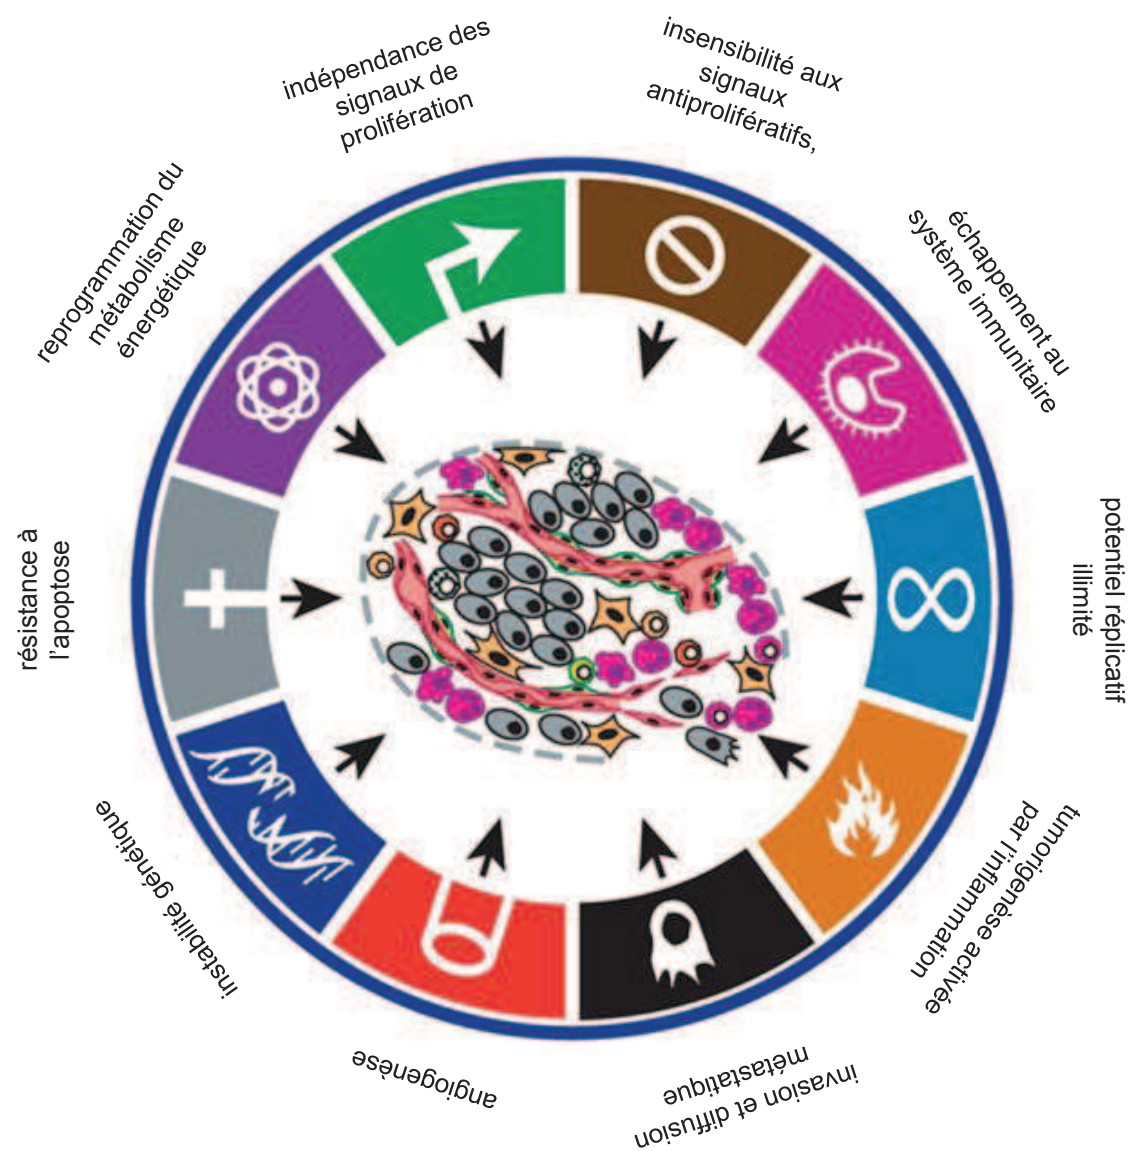 indépendance des
signaux de
prolifération
insensibilité aux
signaux
antiprolifératifs,
échappement au
système immunitaire
potentiel réplicatif
illimité
tumorigenèse activée
par l'inflammation
invasion et diffusion
métastatique
angiogenèse
instabilité génétique
résistance à
l'apoptose
reprogrammation du
métabolisme
énergétique